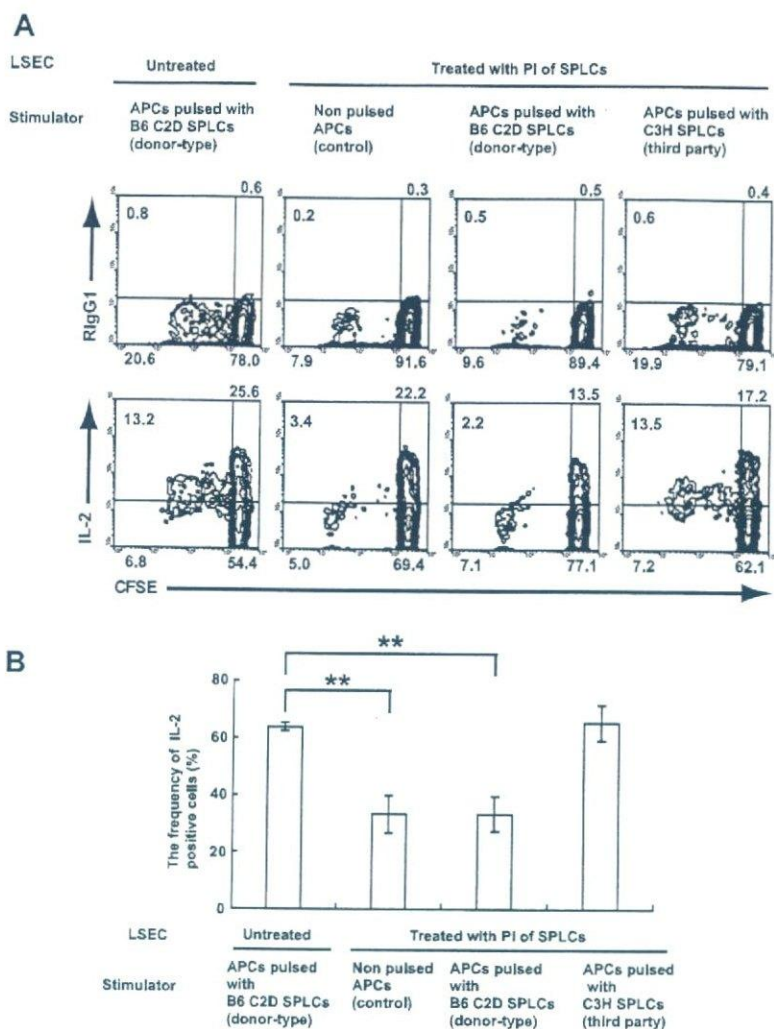 A
LSEC
Untreated
Treated with PI of SPLCs
Stimulator
APCs pulsed with
B6 C2D SPLCs
(donor-type)
Non pulsed
APCs
(control)
APCs pulsed with
B6 C2D SPLCs
(donor-type)
APCs pulsed with
C3H SPLCs
(third party)
RIgG1
0.6
0.8
20.6 78.0
0.3
0.2
7.9 91.6
0.5
0.5
9.6 89.4
0.4
0.6
19.9 79.1
IL-2
25.6
13.2
6.8 54.4
22.2
3.4
5.0 69.4
13.5
2.2
7.1 77.1
17.2
13.5
7.2 62.1
CFSE
B
**
**
The frequency of IL-2
positive cells (%)
80
60
40
20
0
LSEC
Untreated
Treated with PI of SPLCs
Stimulator
APCs pulsed
with
B6 C2D SPLCs
(donor-type)
Non pulsed
APCs
(control)
APCs pulsed
with
B6 C2D SPLCs
(donor-type)
APCs pulsed
with
C3H SPLCs
(third party)